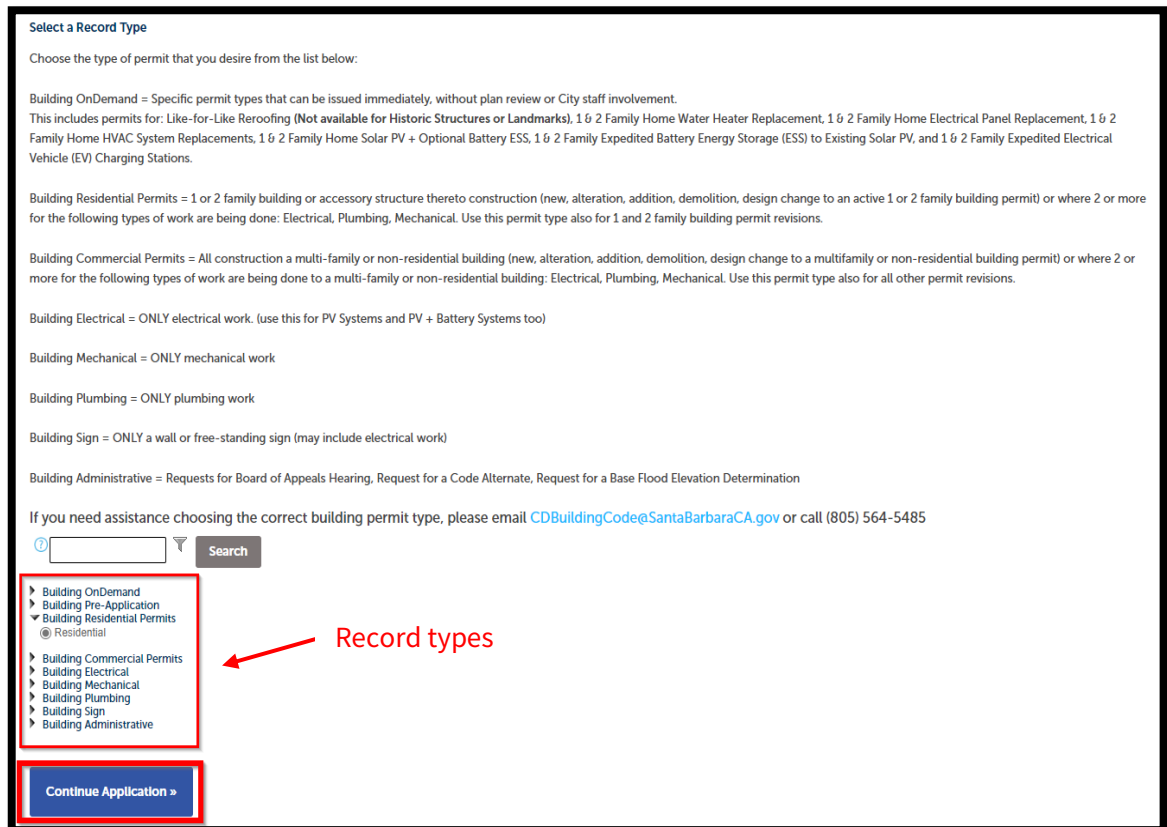 Select a Record Type
Choose the type of permit that you desire from the list below:
Building OnDemand = Specific permit types that can be issued immediately, without plan review or City staff involvement.
This includes permits for: Like-for-Like Reroofing (Not available for Historic Structures or Landmarks), 1 & 2 Family Home Water Heater Replacement, 1 & 2 Family Home Electrical Panel Replacement, 1 & 2
Family Home HVAC System Replacements, 1 & 2 Family Home Solar PV + Optional Battery ESS, 1 & 2 Family Expedited Battery Energy Storage (ESS) to Existing Solar PV, and 1 & 2 Family Expedited Electrical
Vehicle (EV) Charging Stations.
Building Residential Permits = 1 or 2 family building or accessory structure thereto construction (new, alteration, addition, demolition, design change to an active 1 or 2 family building permit) or where 2 or more
for the following types of work are being done: Electrical, Plumbing, Mechanical. Use this permit type also for 1 and 2 family building permit revisions.
Building Commercial Permits = All construction a multi-family or non-residential building (new, alteration, addition, demolition, design change to a multifamily or non-residential building permit) or where 2 or
more for the following types of work are being done to a multi-family or non-residential building: Electrical, Plumbing, Mechanical. Use this permit type also for all other permit revisions.
Building Electrical = ONLY electrical work. (use this for PV Systems and PV + Battery Systems too)
Building Mechanical = ONLY mechanical work
Building Plumbing = ONLY plumbing work
Building Sign = ONLY a wall or free-standing sign (may include electrical work)
Building Administrative = Requests for Board of Appeals Hearing, Request for a Code Alternate, Request for a Base Flood Elevation Determination
If you need assistance choosing the correct building permit type, please email CDBuildingCode@SantaBarbaraCA.gov or call (805) 564-5485
? Search
Building OnDemand
Building Pre-Application
Building Residential Permits
Residential
Building Commercial Permits
Building Electrical
Building Mechanical
Building Plumbing
Building Sign
Building Administrative
Record types
Continue Application »